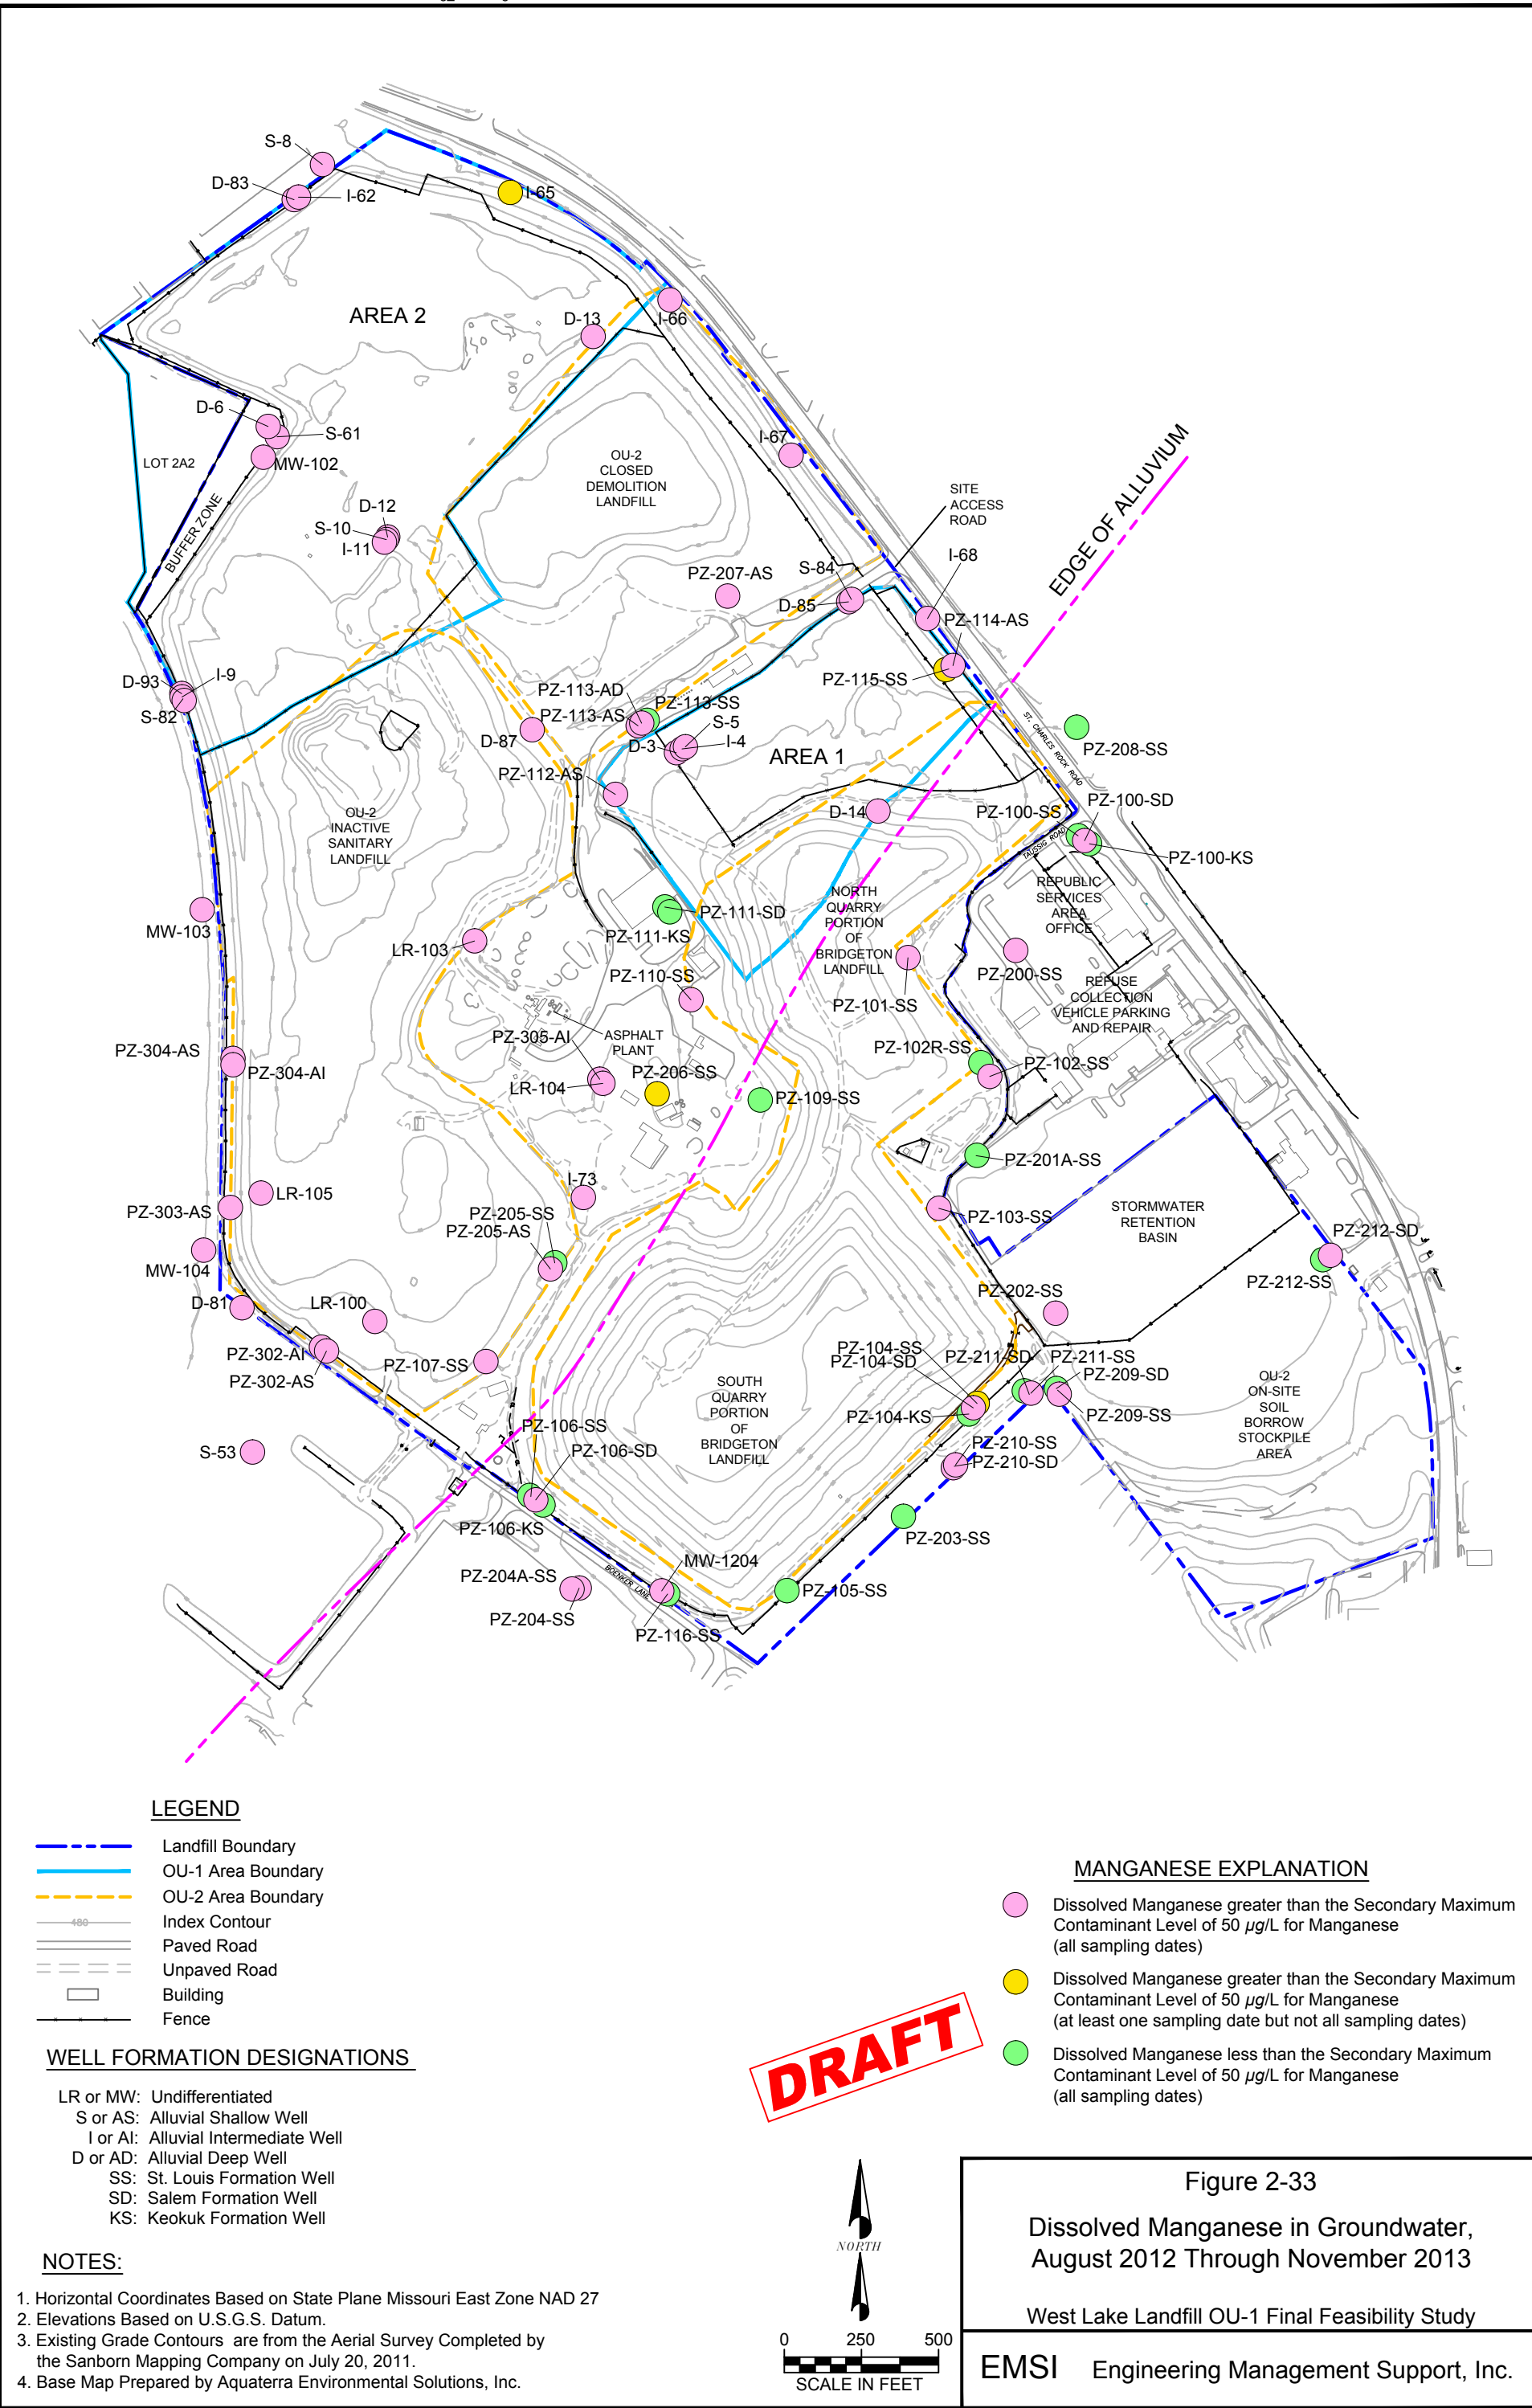 S-8
D-83
I-62
I-65
AREA 2
D-13
I-66
D-6
S-61
LOT 2A2
MW-102
I-67
OU-2
CLOSED
DEMOLITION
LANDFILL
EDGE OF ALLUVIUM
BUFFER ZONE
SITE
ACCESS
ROAD
D-12
S-10
I-11
I-68
S-84
PZ-207-AS
D-85
PZ-114-AS
D-93
I-9
S-82
PZ-115-SS
PZ-113-AD
PZ-113-SS
PZ-113-AS
S-5
D-87
D-3
I-4
ST. CHARLES ROCK ROAD
PZ-208-SS
AREA 1
PZ-112-AS
D-14
PZ-100-SS
PZ-100-SD
OU-2
INACTIVE
SANITARY
LANDFILL
TAUSSIG ROAD
PZ-100-KS
NORTH
QUARRY
PORTION
OF
BRIDGETON
LANDFILL
REPUBLIC
SERVICES
AREA
OFFICE
MW-103
PZ-111-SD
PZ-111-KS
LR-103
PZ-110-SS
PZ-200-SS
PZ-101-SS
REFUSE
COLLECTION
VEHICLE PARKING
AND REPAIR
PZ-305-AI
ASPHALT
PLANT
PZ-304-AS
PZ-304-AI
PZ-102R-SS
PZ-102-SS
LR-104
PZ-206-SS
PZ-109-SS
PZ-201A-SS
I-73
LR-105
PZ-303-AS
PZ-205-SS
PZ-205-AS
PZ-103-SS
STORMWATER
RETENTION
BASIN
PZ-212-SD
PZ-212-SS
MW-104
D-81
LR-100
PZ-202-SS
PZ-302-AI
PZ-302-AS
PZ-107-SS
PZ-104-SS
PZ-104-SD
PZ-211-SD
PZ-211-SS
PZ-209-SD
PZ-209-SS
PZ-104-KS
SOUTH
QUARRY
PORTION
OF
BRIDGETON
LANDFILL
OU-2
ON-SITE
SOIL
BORROW
STOCKPILE
AREA
PZ-106-SS
PZ-106-SD
S-53
PZ-210-SS
PZ-210-SD
PZ-106-KS
PZ-203-SS
MW-1204
PZ-204A-SS
BOENKER LANE
PZ-105-SS
PZ-204-SS
PZ-116-SS
LEGEND
Landfill Boundary
OU-1 Area Boundary
OU-2 Area Boundary
480
Index Contour
Paved Road
Unpaved Road
Building
Fence
WELL FORMATION DESIGNATIONS
LR or MW: Undifferentiated
S or AS: Alluvial Shallow Well
I or AI: Alluvial Intermediate Well
D or AD: Alluvial Deep Well
SS: St. Louis Formation Well
SD: Salem Formation Well
KS: Keokuk Formation Well
NOTES:
1. Horizontal Coordinates Based on State Plane Missouri East Zone NAD 27
2. Elevations Based on U.S.G.S. Datum.
3. Existing Grade Contours are from the Aerial Survey Completed by
the Sanborn Mapping Company on July 20, 2011.
4. Base Map Prepared by Aquaterra Environmental Solutions, Inc.
MANGANESE EXPLANATION
Dissolved Manganese greater than the Secondary Maximum
Contaminant Level of 50 µg/L for Manganese
(all sampling dates)
Dissolved Manganese greater than the Secondary Maximum
Contaminant Level of 50 µg/L for Manganese
(at least one sampling date but not all sampling dates)
Dissolved Manganese less than the Secondary Maximum
Contaminant Level of 50 µg/L for Manganese
(all sampling dates)
DRAFT
NORTH
0 250 500
SCALE IN FEET
Figure 2-33
Dissolved Manganese in Groundwater,
August 2012 Through November 2013
West Lake Landfill OU-1 Final Feasibility Study
EMSI Engineering Management Support, Inc.